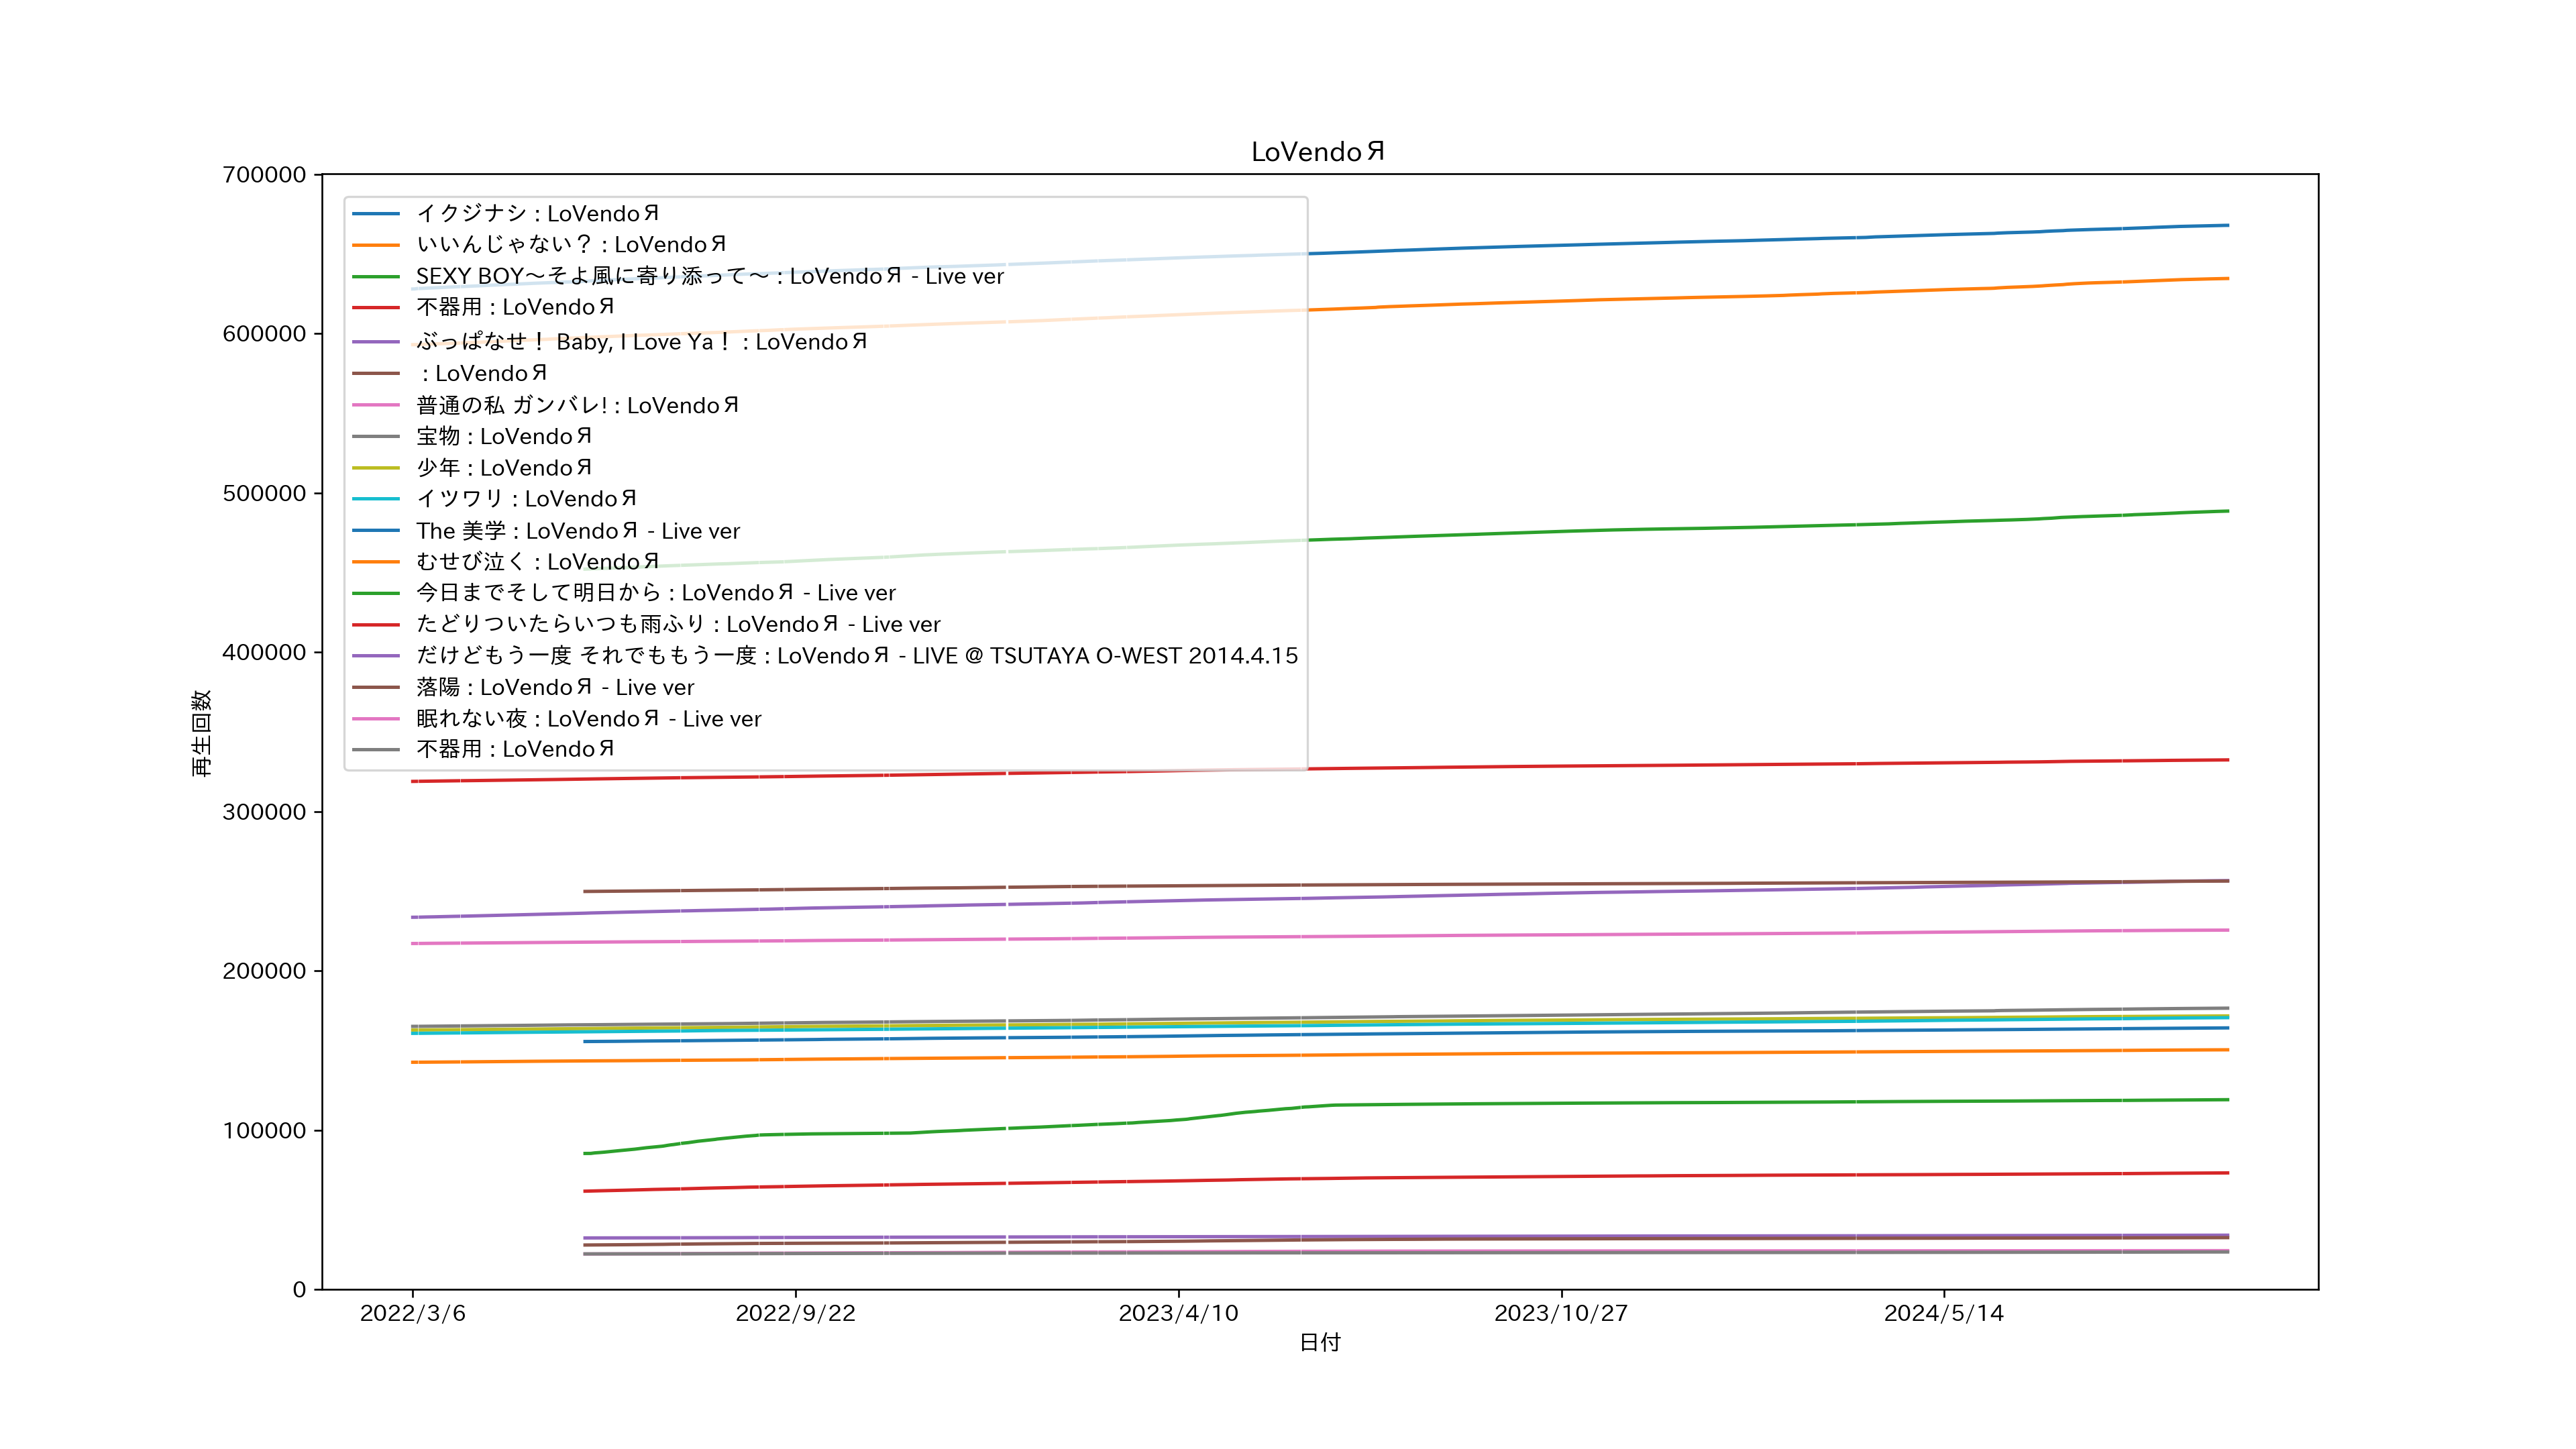 LoVendoЯ
700000
600000
500000
400000
300000
200000
100000
0
再生回数
イクジナシ : LoVendoЯ
いいんじゃない？ : LoVendoЯ
SEXY BOY〜そよ風に寄り添って〜 : LoVendoЯ - Live ver
不器用 : LoVendoЯ
ぶっぱなせ！ Baby, I Love Ya！ : LoVendoЯ
: LoVendoЯ
普通の私 ガンバレ! : LoVendoЯ
宝物 : LoVendoЯ
少年 : LoVendoЯ
イツワリ : LoVendoЯ
The 美学 : LoVendoЯ - Live ver
むせび泣く : LoVendoЯ
今日までそして明日から : LoVendoЯ - Live ver
たどりついたらいつも雨ふり : LoVendoЯ - Live ver
だけどもう一度 それでももう一度 : LoVendoЯ - LIVE @ TSUTAYA O-WEST 2014.4.15
落陽 : LoVendoЯ - Live ver
眠れない夜 : LoVendoЯ - Live ver
不器用 : LoVendoЯ
2022/3/6 2022/9/22 2023/4/10 2023/10/27 2024/5/14
日付